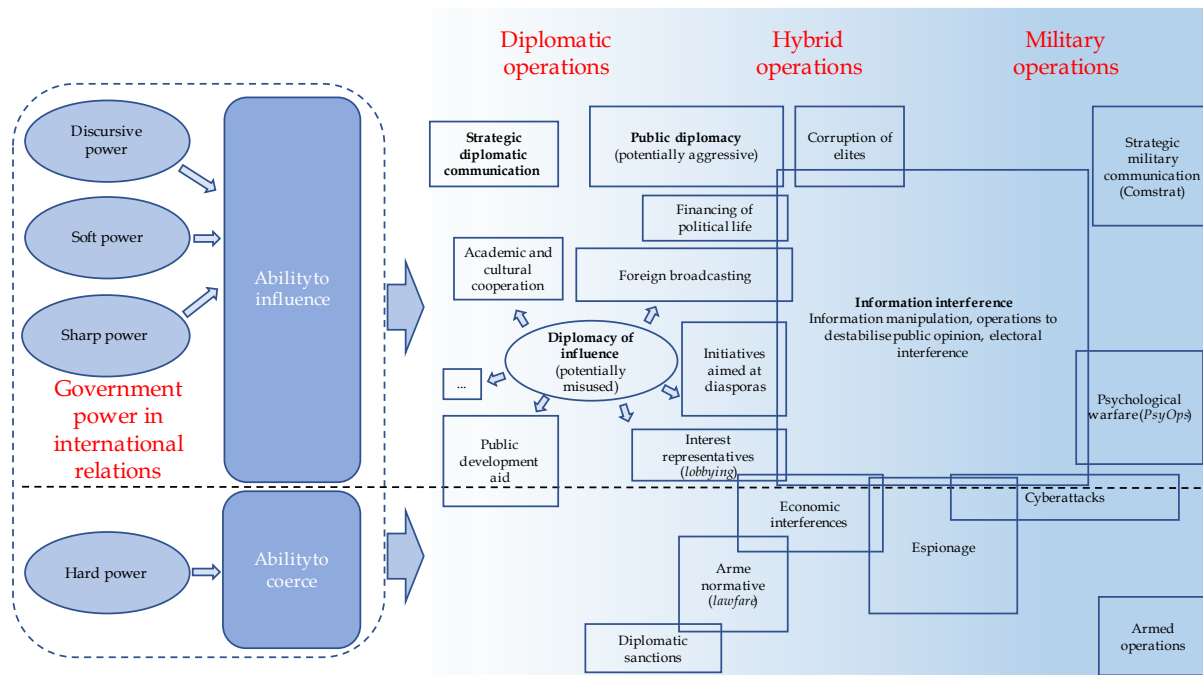 Diplomatic
operations
Hybrid
operations
Military
operations
Discursive
power
Soft power
Sharp power
Government
power in
international
relations
Hard power
Abilityto
influence
Abilityto
coerce
Strategic
diplomatic
communication
Public diplomacy
(potentially aggressive)
Corruption of
elites
Strategic
military
communication
(Comstrat)
Financing of
political life
Academic and
cultural
cooperation
Foreign broadcasting
Information interference
Information manipulation, operations to
destabilise public opinion, electoral
interference
Diplomacy of
influence
(potentially
misused)
Initiatives
aimed at
diasporas
...
Psychological
warfare (PsyOps)
Public
development
aid
Interest
representatives
(lobbying)
Economic
interferences
Cyberattacks
Espionage
Arme
normative
(lawfare)
Diplomatic
sanctions
Armed
operations